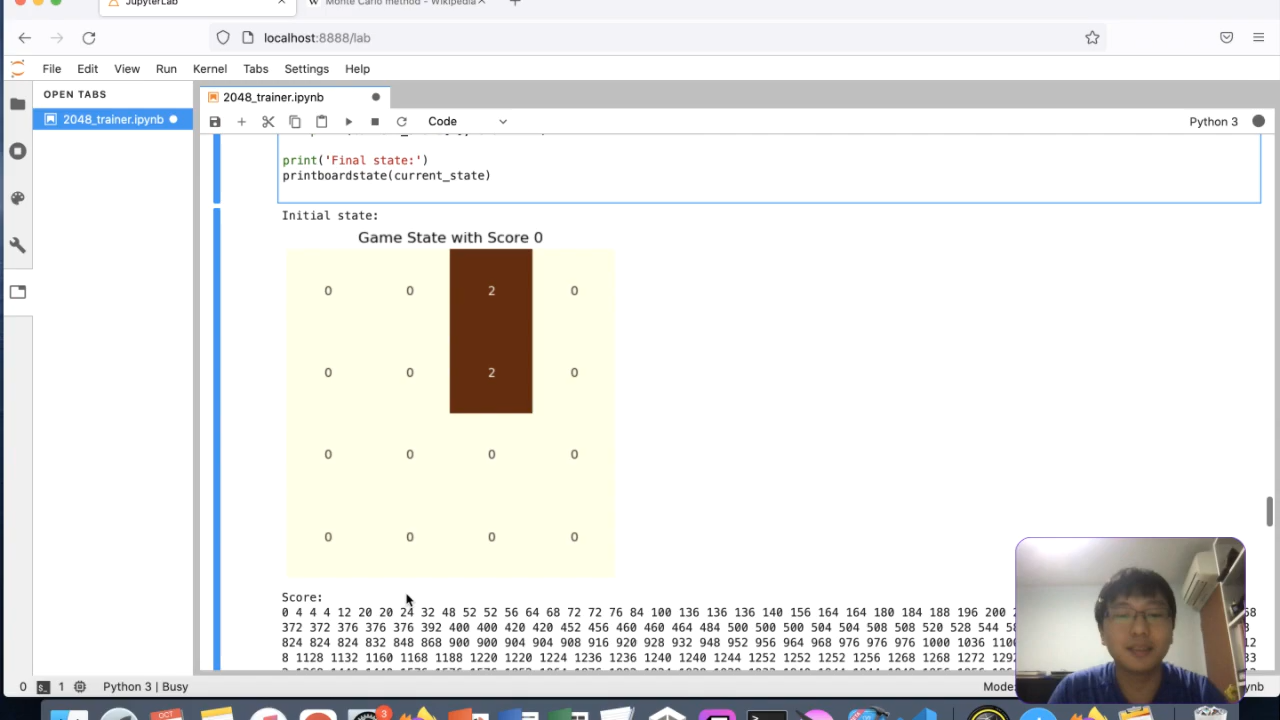 JupyterLab
Monte Carlo method - Wikipedia
localhost:8888/lab
File Edit View Run Kernel Tabs Settings Help
OPEN TABS
2048_trainer.ipynb
2048_trainer.ipynb
Code
Python 3
print('Final state:')
printboardstate(current_state)
Initial state:
Game State with Score 0
0 0 2 0
0 0 2 0
0 0 0 0
0 0 0 0
Score:
0 4 4 4 12 20 20 24 32 48 52 52 56 64 68 72 72 76 84 100 136 136 136 140 156 164 164 180 184 188 196 200
372 372 376 376 376 392 400 400 420 420 452 456 460 460 464 484 500 500 500 504 504 508 508 520 528 544
824 824 824 832 848 868 900 900 904 904 908 916 920 928 932 948 952 956 964 968 976 976 976 1000 1036
8 1128 1132 1160 1168 1188 1220 1220 1224 1236 1236 1240 1240 1244 1252 1252 1252 1256 1268 1268 1272
0 1 Python 3 | Busy
Mode:
3
OCT